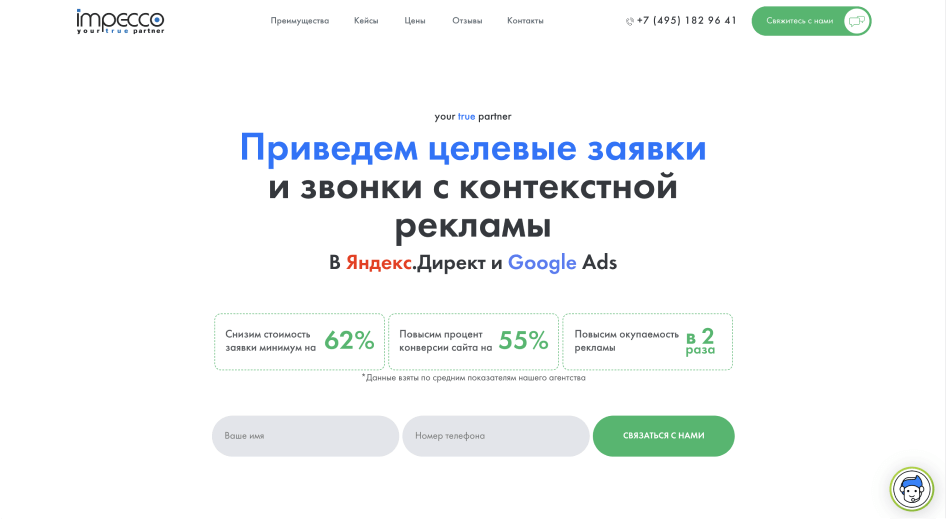 impecco
your true partner
Преимущества Кейсы Цены Отзывы Контакты
+7 (495) 182 96 41
Свяжитесь с нами
your true partner
Приведем целевые заявки
и звонки с контекстной
рекламы
В Яндекс.Директ и Google Ads
Снизим стоимость
заявки минимум на
62%
Повысим процент
конверсии сайта на
55%
Повысим окупаемость
рекламы
в 2
раза
*Данные взяты по средним показателям нашего агентства
Ваше имя
Номер телефона
СВЯЗАТЬСЯ С НАМИ